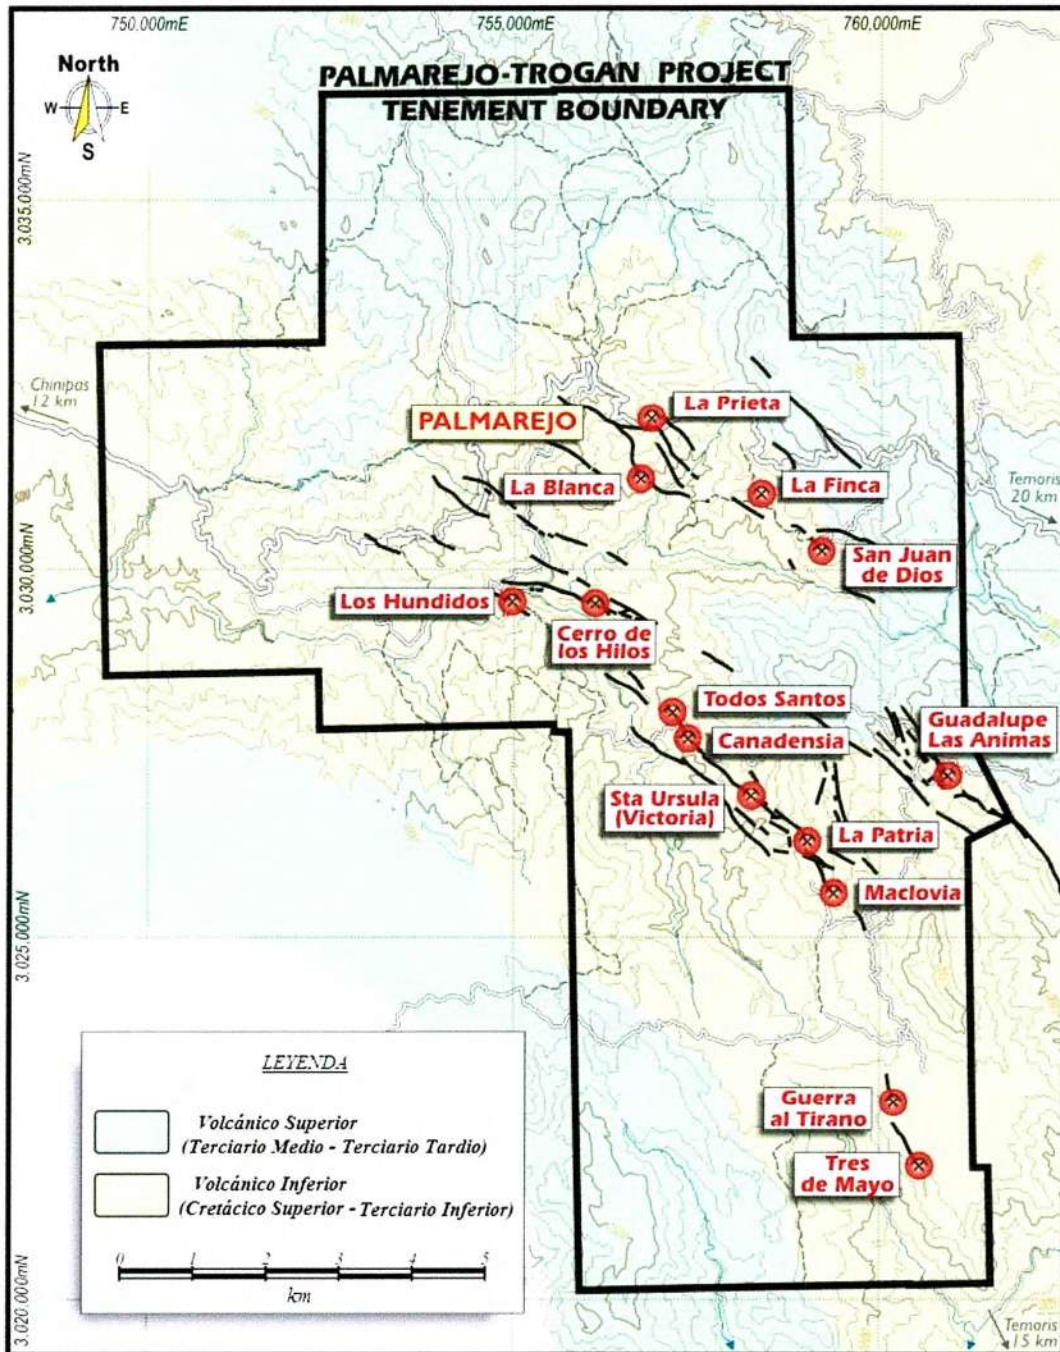 750,000mE
755,000mE
760,000mE
North
W
E
S
PALMAREJO-TROGAN PROJECT
TENEMENT BOUNDARY
3,035,000mN
Chinipas
12 km
PALMAREJO
La Prieta
La Blanca
La Finca
Temoris
20 km
San Juan
de Dios
3,030,000mN
Los Hundidos
Cerro de
los Hilos
Todos Santos
Canadensia
Guadalupe
Las Animas
Sta Ursula
(Victoria)
La Patria
Maclovia
3,025,000mN
LEYENDA
Volcánico Superior
(Terciario Medio - Terciario Tardio)
Volcánico Inferior
(Cretácico Superior - Terciario Inferior)
0 1 2 3 4 5
km
Guerra
al Tirano
Tres
de Mayo
3,020,000mN
Temoris
15 km